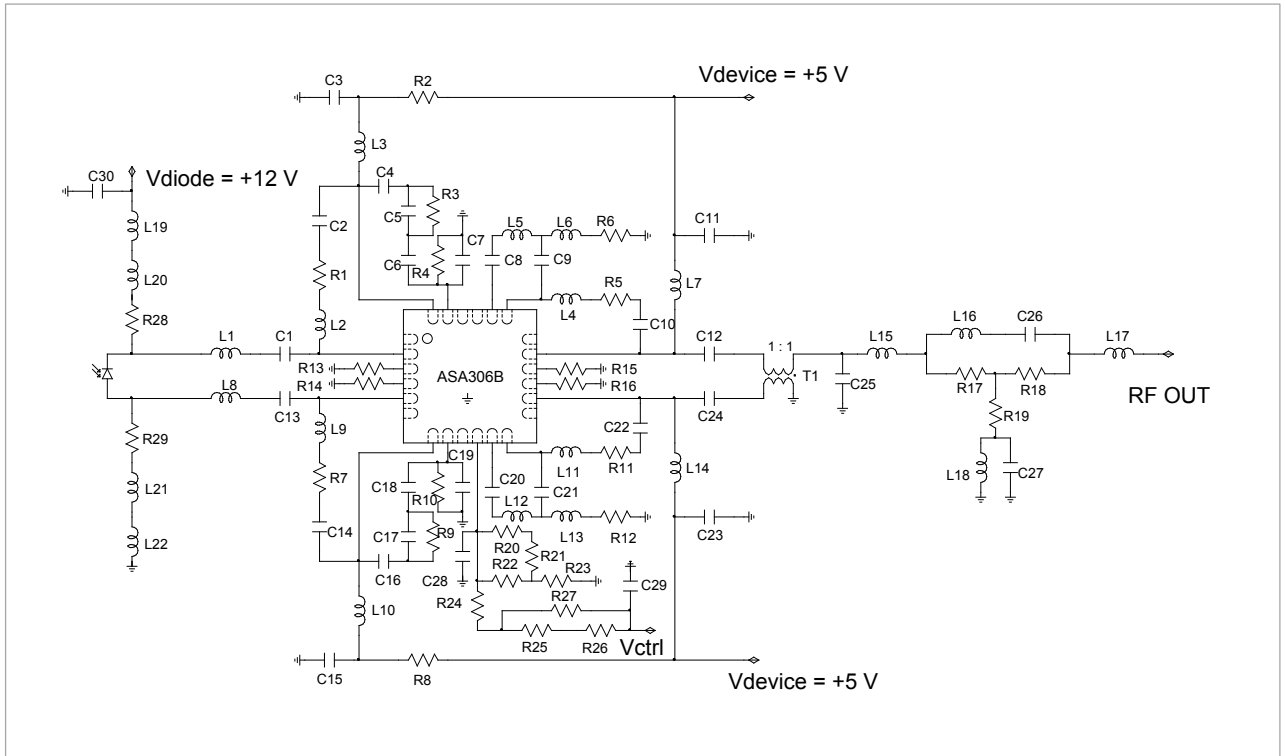 C3
R2
Vdevice = +5 V
L3
C30
Vdiode = +12 V
C4
R3
L19
C2
C5
L5
L6
R6
C11
C7
L20
C6
R4
C8
C9
R1
R5
L7
R28
L2
L4
C10
L16
C26
L1
C1
C12
1 : 1
L15
L17
R13
R15
ASA306B
T1
R14
R16
C25
R17
R18
RF OUT
L8
C13
C24
R19
L9
C22
R29
C19
L11
R11
L14
L18
C27
R7
C18
R10
C20
C21
L21
L12
C14
C17
R9
L13
R12
C23
R20
L22
R21
C16
C28
R22
R23
C29
R24
R27
L10
R25
R26
Vctrl
C15
R8
Vdevice = +5 V